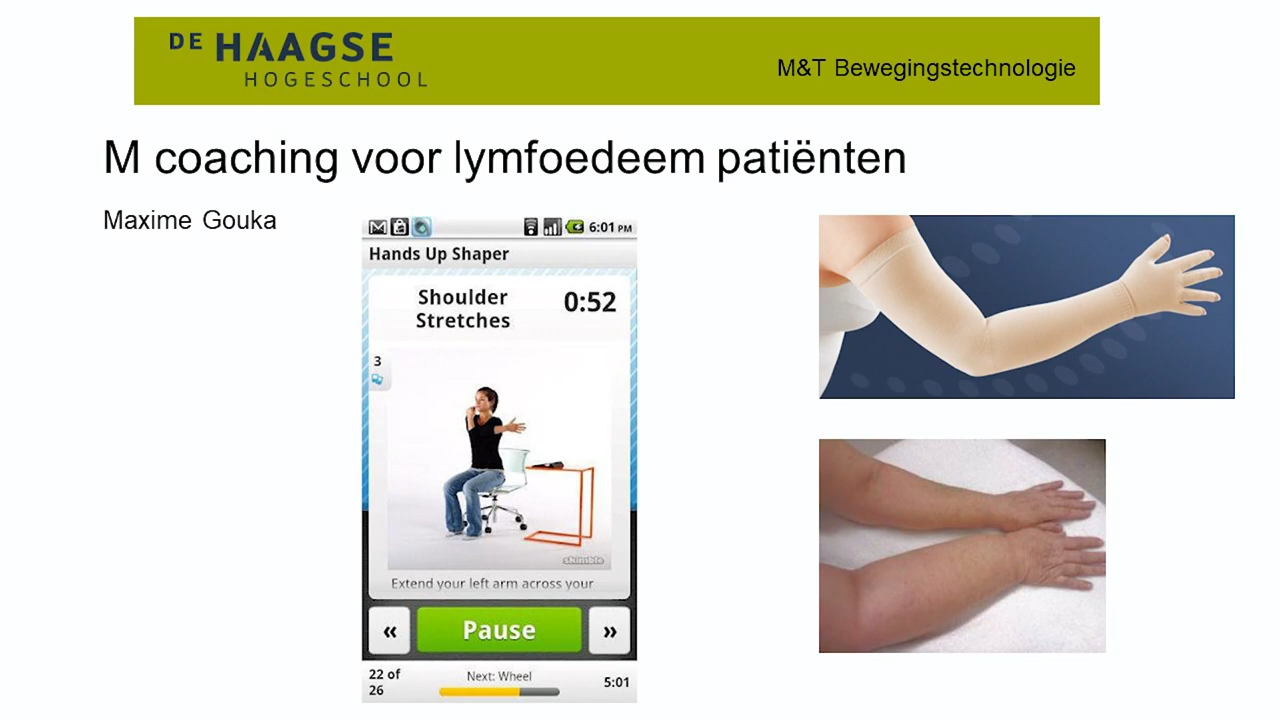 DE HAAGSE
HOGESCHOOL
M&T Bewegingstechnologie
M coaching voor lymfoedeem patiënten
Maxime Gouka
6:01 PM
Hands Up Shaper
Shoulder
Stretches
0:52
3
skimble
Extend your left arm across your
«
Pause
»
22 of
26
Next: Wheel
5:01